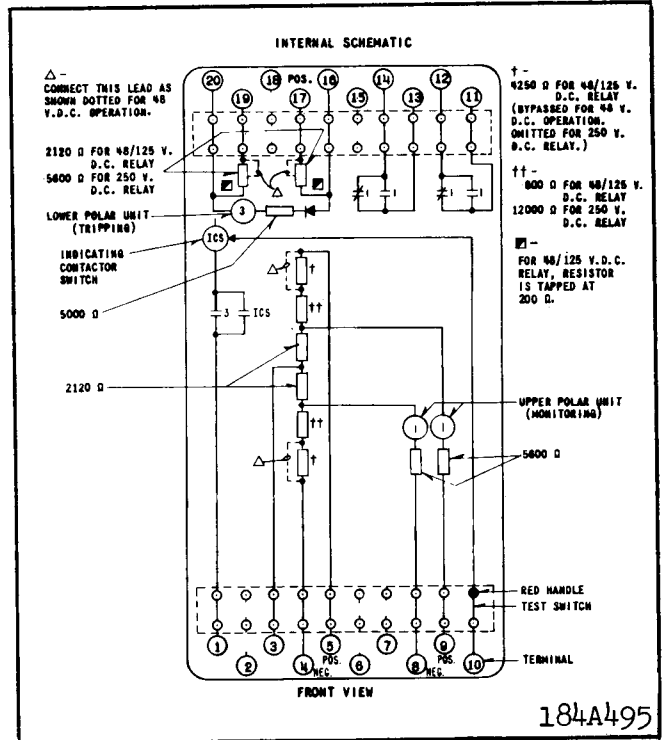 INTERNAL SCHEMATIC
△ -
CONNECT THIS LEAD AS
SHOWN DOTTED FOR 48
V.D.C. OPERATION.
2120 Ω FOR 48/125 V.
D.C. RELAY
5600 Ω FOR 250 V.
D.C. RELAY
LOWER POLAR UNIT
(TRIPPING)
INDICATING
CONTACTOR
SWITCH
5000 Ω
2120 Ω
20
18
POS.
16
14
12
19
17
15
13
11
† -
4250 Ω FOR 48/125 V.
D.C. RELAY
(BYPASSED FOR 48 V.
D.C. OPERATION.
OMITTED FOR 250 V.
D.C. RELAY.)
†† -
800 Ω FOR 48/125 V.
D.C. RELAY
12000 Ω FOR 250 V.
D.C. RELAY
FOR 48/125 V.D.C.
RELAY, RESISTOR
IS TAPPED AT
200 Ω.
△
1
1
1
1
3
ICS
3
ICS
△
†
††
††
△
†
1
1
UPPER POLAR UNIT
(MONITORING)
5600 Ω
RED HANDLE
TEST SWITCH
TERMINAL
1
3
5
POS.
7
9
POS.
2
4
NEG.
6
8
NEG.
10
FRONT VIEW
184A495